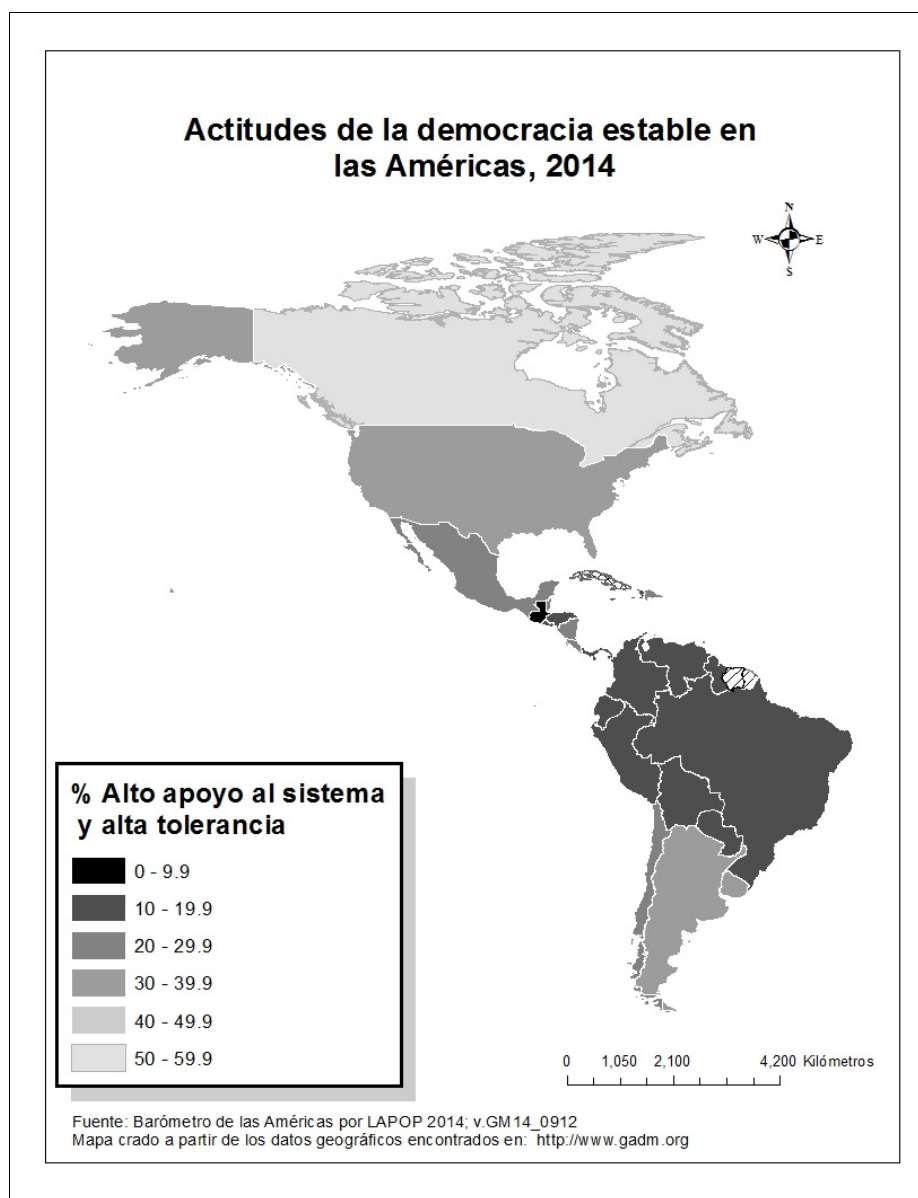 Actitudes de la democracia estable en
las Américas, 2014
N
W E
S
% Alto apoyo al sistema
y alta tolerancia
0 - 9.9
10 - 19.9
20 - 29.9
30 - 39.9
40 - 49.9
50 - 59.9
0 1,050 2,100 4,200 Kilómetros
Fuente: Barómetro de las Américas por LAPOP 2014; v.GM14_0912
Mapa crado a partir de los datos geográficos encontrados en: http://www.gadm.org